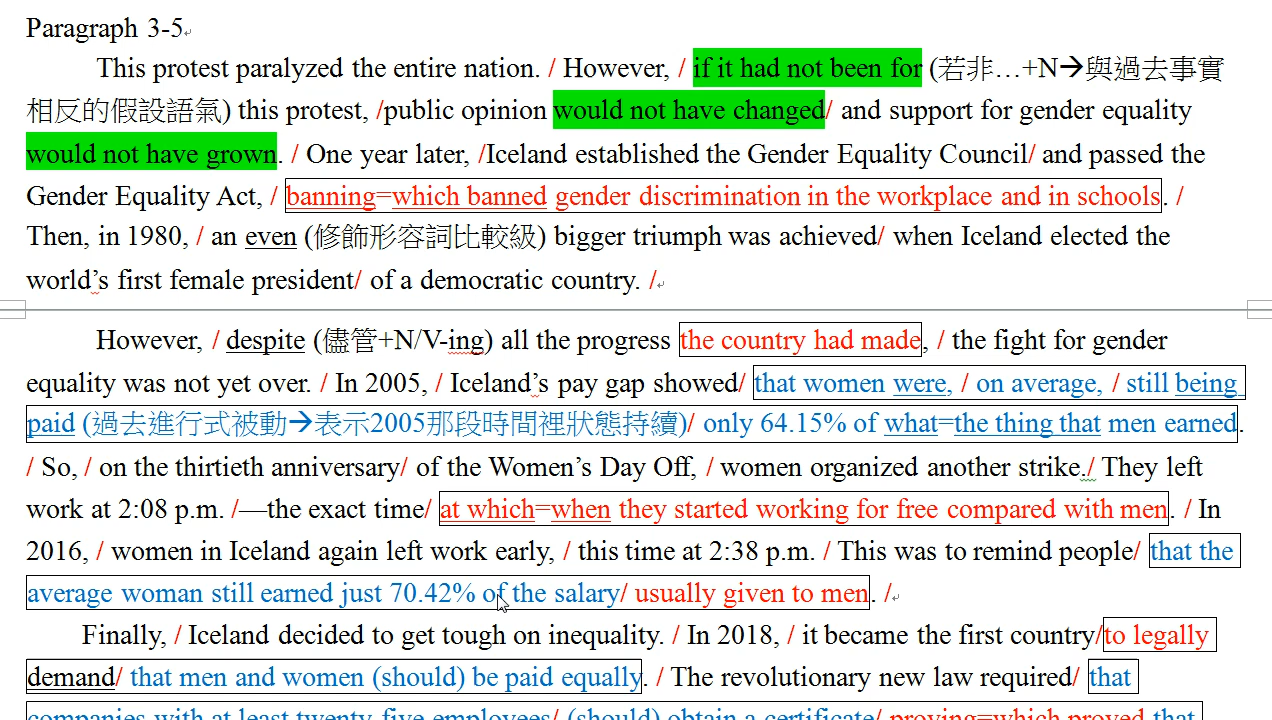 Paragraph 3-5
This protest paralyzed the entire nation. / However, / if it had not been for (若非…+N→與過去事實
相反的假設語氣) this protest, /public opinion would not have changed/ and support for gender equality
would not have grown. / One year later, /Iceland established the Gender Equality Council/ and passed the
Gender Equality Act, / banning=which banned gender discrimination in the workplace and in schools. /
Then, in 1980, / an even (修飾形容詞比較級) bigger triumph was achieved/ when Iceland elected the
world’s first female president/ of a democratic country. /
However, / despite (儘管+N/V-ing) all the progress the country had made, / the fight for gender
equality was not yet over. / In 2005, / Iceland’s pay gap showed/ that women were, / on average, / still being
paid (過去進行式被動→表示2005那段時間裡狀態持續)/ only 64.15% of what=the thing that men earned.
/ So, / on the thirtieth anniversary/ of the Women’s Day Off, / women organized another strike./ They left
work at 2:08 p.m. /—the exact time/ at which=when they started working for free compared with men. / In
2016, / women in Iceland again left work early, / this time at 2:38 p.m. / This was to remind people/ that the
average woman still earned just 70.42% of the salary/ usually given to men. /
Finally, / Iceland decided to get tough on inequality. / In 2018, / it became the first country/to legally
demand/ that men and women (should) be paid equally. / The revolutionary new law required/ that
companies with at least twenty-five employees/ (should) obtain a certificate/ proving=which proved that